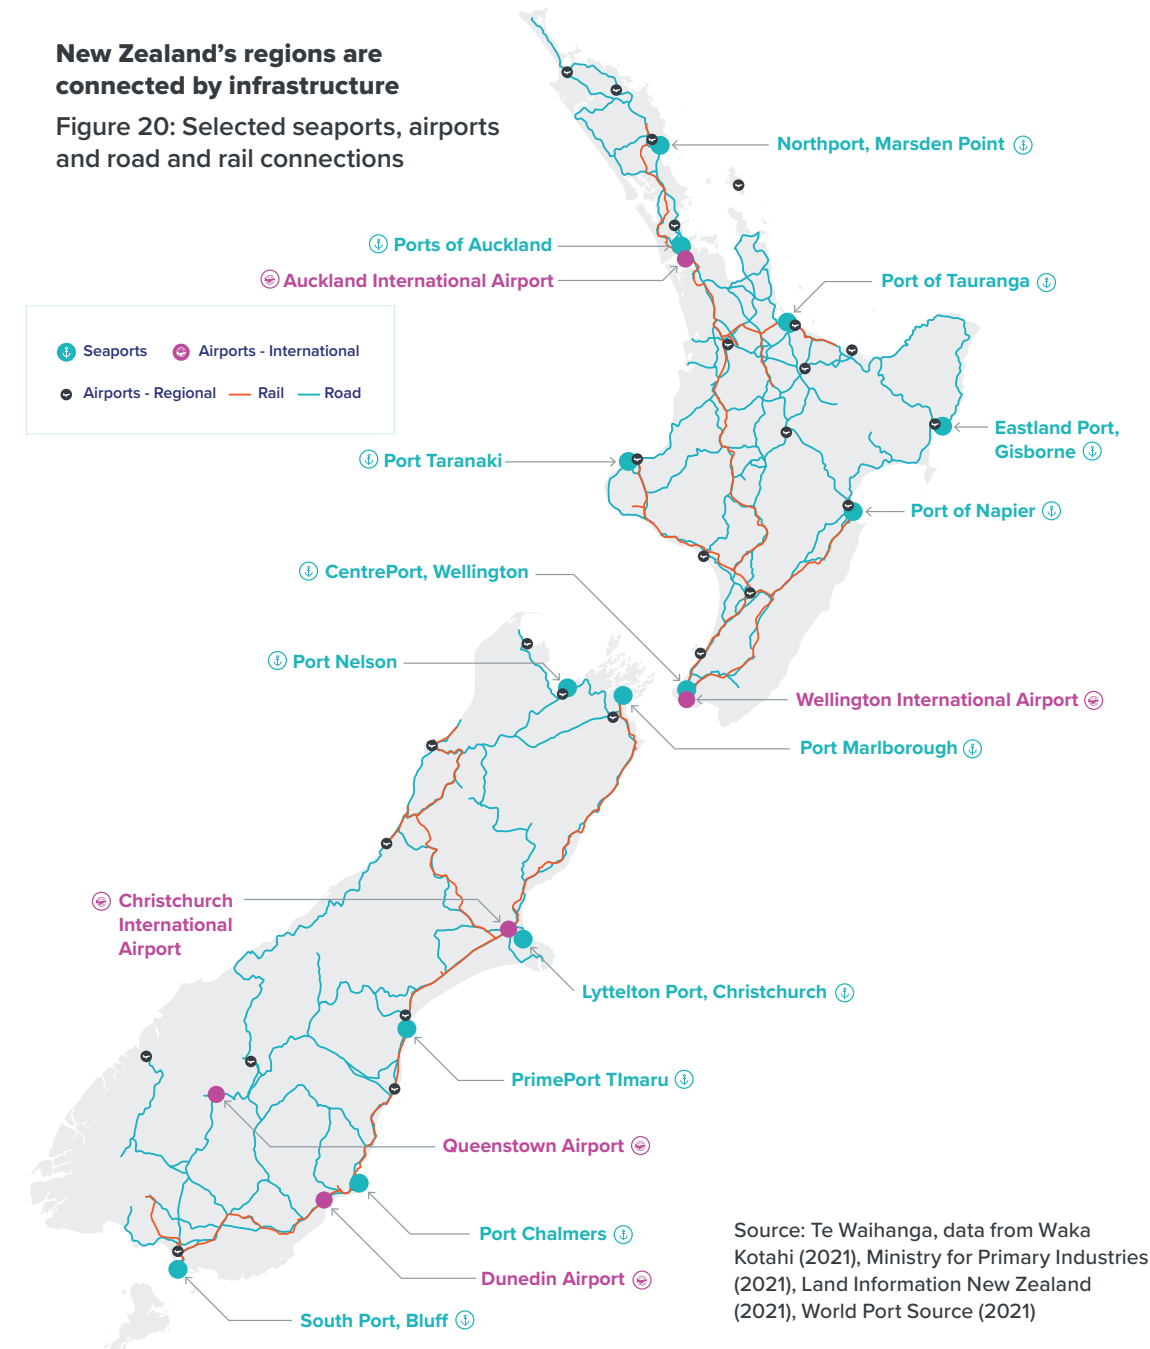 New Zealand’s regions are
connected by infrastructure
Figure 20: Selected seaports, airports
and road and rail connections
Northport, Marsden Point
Ports of Auckland
Auckland International Airport
Port of Tauranga
Seaports
Airports - International
Airports - Regional
Rail
Road
Eastland Port,
Gisborne
Port Taranaki
Port of Napier
CentrePort, Wellington
Port Nelson
Wellington International Airport
Port Marlborough
Christchurch
International
Airport
Lyttelton Port, Christchurch
PrimePort TImaru
Queenstown Airport
Port Chalmers
Dunedin Airport
South Port, Bluff
Source: Te Waihanga, data from Waka
Kotahi (2021), Ministry for Primary Industries
(2021), Land Information New Zealand
(2021), World Port Source (2021)